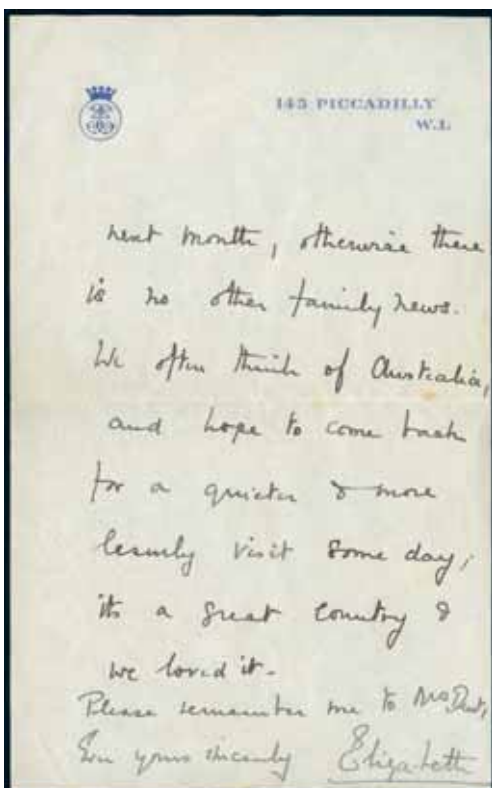 145 PICCADILLY
W.1.
next month, otherwise there
is no other family news.
We often think of Australia,
and hope to come back
for a quieter & more
leisurely visit some day,
its a great country &
we loved it.
Please remember me to Mrs
Ever yours sincerely Elizabeth